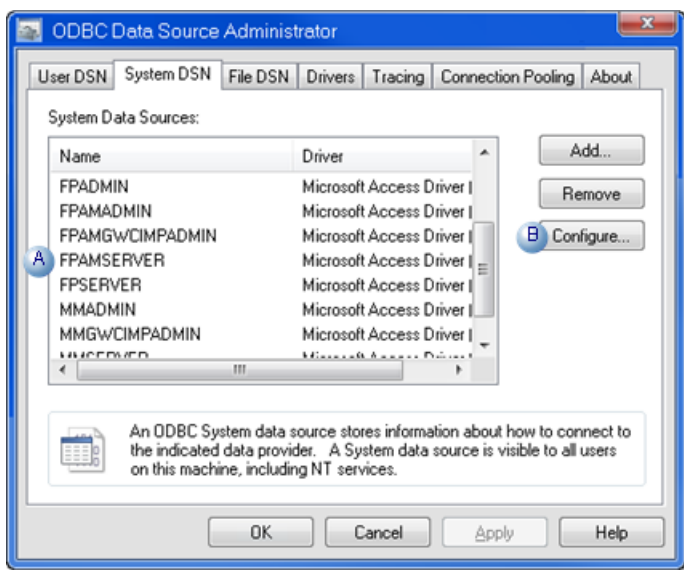 ODBC Data Source Administrator
User DSN System DSN File DSN Drivers Tracing Connection Pooling About
System Data Sources:
Name Driver
FPADMIN Microsoft Access Driver
FPAMADMIN Microsoft Access Driver
FPAMGWCIMPADMIN Microsoft Access Driver
A FPAMSERVER Microsoft Access Driver
FPSERVER Microsoft Access Driver
MMADMIN Microsoft Access Driver
MMGWCIMPADMIN Microsoft Access Driver
MMSERVER Microsoft Access Driver
Add...
Remove
B Configure...
An ODBC System data source stores information about how to connect to
the indicated data provider. A System data source is visible to all users
on this machine, including NT services.
OK Cancel Apply Help